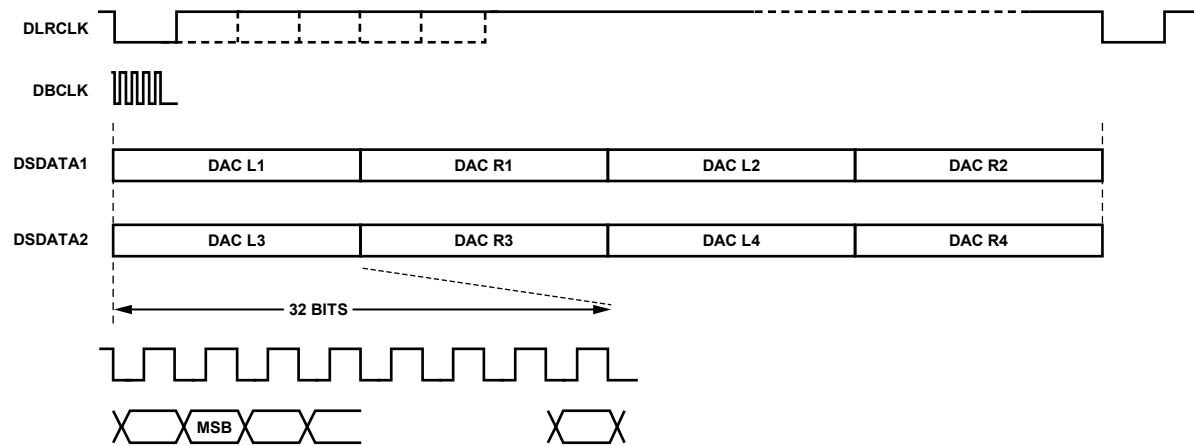 DLRCLK
DBCLK
DSDATA1 DAC L1 DAC R1 DAC L2 DAC R2
DSDATA2 DAC L3 DAC R3 DAC L4 DAC R4
32 BITS
MSB